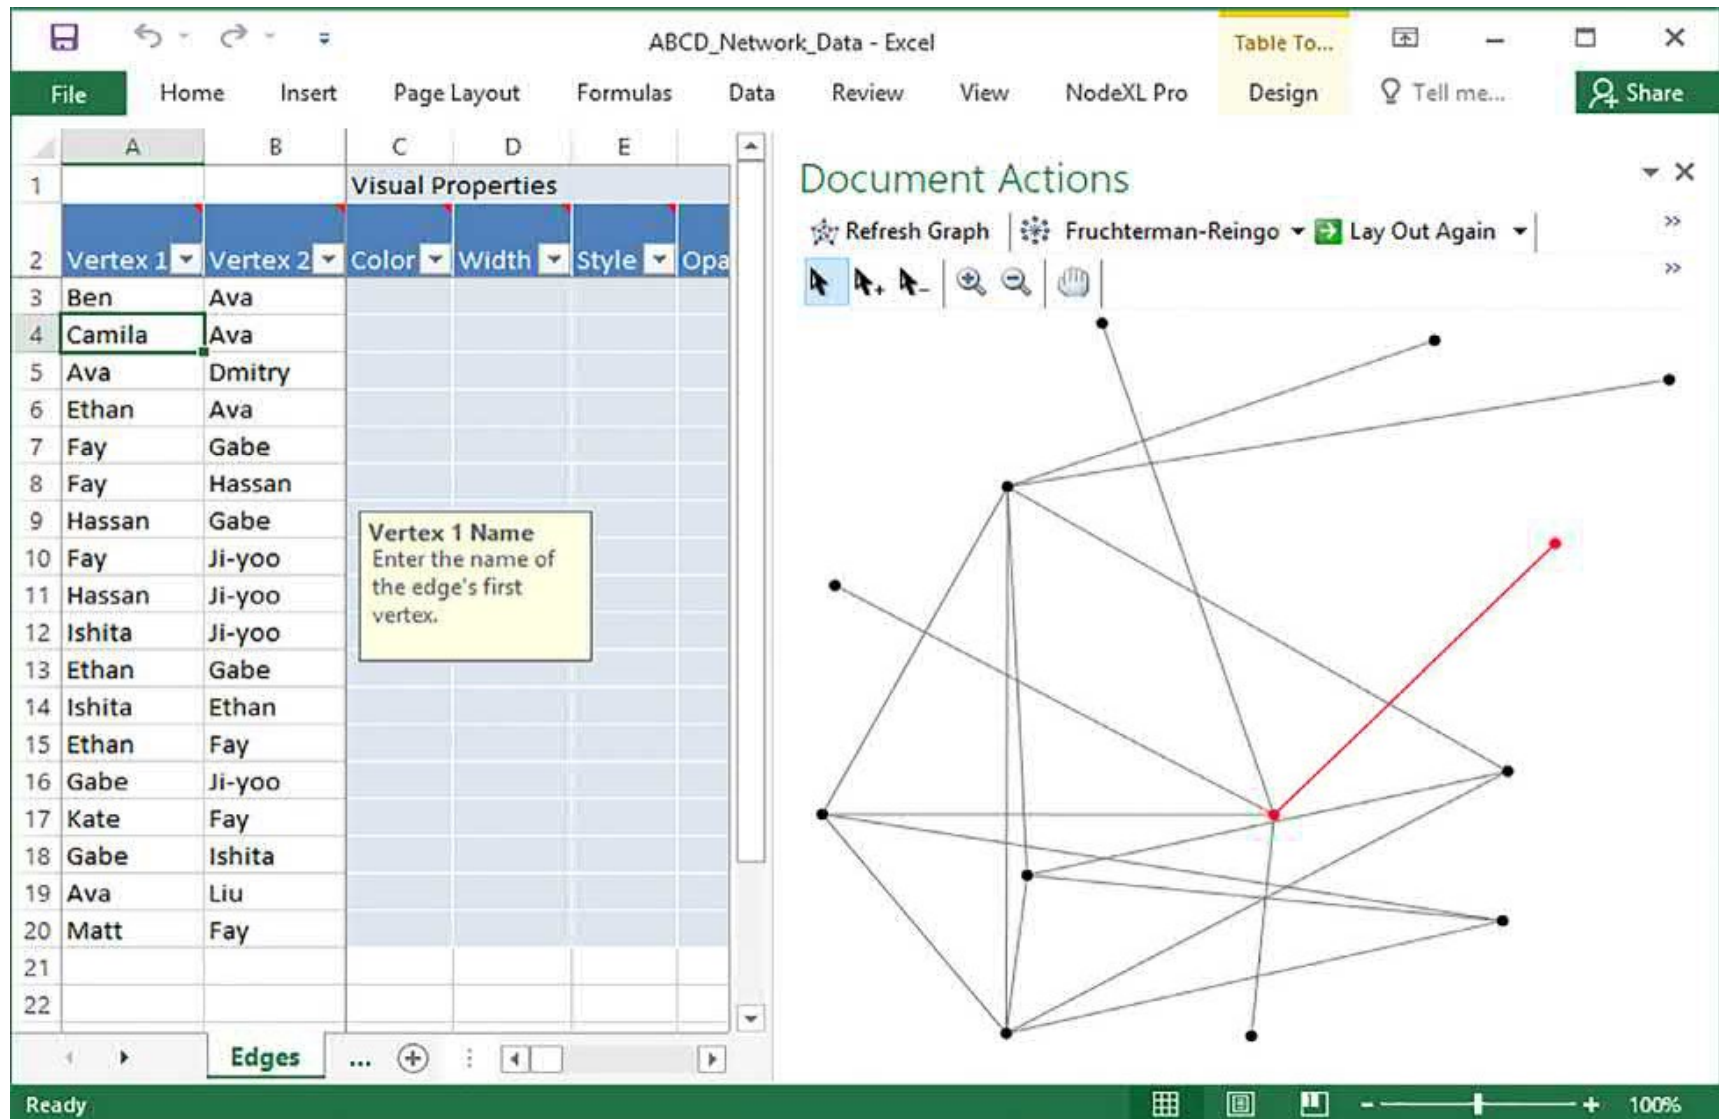 ABCD_Network_Data - Excel
Table To...
File Home Insert Page Layout Formulas Data Review View NodeXL Pro Design Tell me... Share
A B C D E
1 Visual Properties
2 Vertex 1 Vertex 2 Color Width Style Opa
3 Ben Ava
4 Camila Ava
5 Ava Dmitry
6 Ethan Ava
7 Fay Gabe
8 Fay Hassan
9 Hassan Gabe
10 Fay Ji-yoo
11 Hassan Ji-yoo
12 Ishita Ji-yoo
13 Ethan Gabe
14 Ishita Ethan
15 Ethan Fay
16 Gabe Ji-yoo
17 Kate Fay
18 Gabe Ishita
19 Ava Liu
20 Matt Fay
21
22
Vertex 1 Name
Enter the name of
the edge's first
vertex.
Edges ...
Document Actions
Refresh Graph Fruchterman-Reingo Lay Out Again
Ready
100%